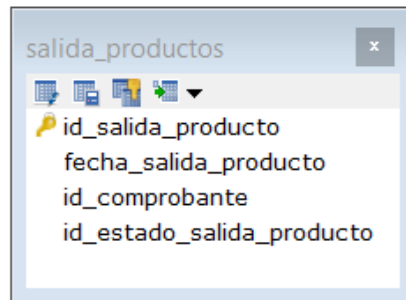 salida_productos
x
id_salida_producto
fecha_salida_producto
id_comprobante
id_estado_salida_producto